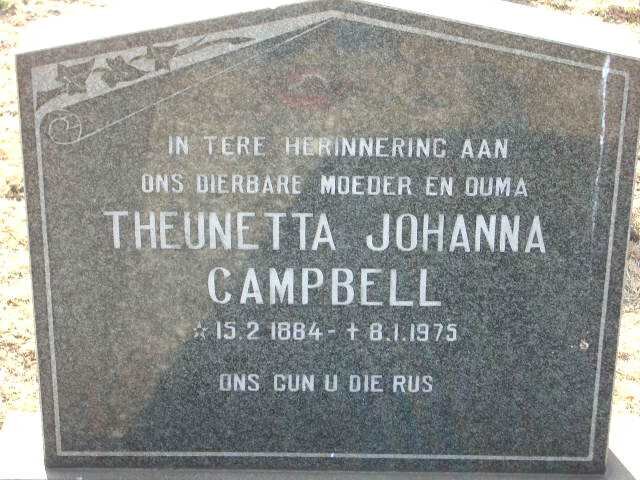 IN TERE HERINNERING AAN
ONS DIERBARE MOEDER EN OUMA
THEUNETTA JOHANNA
CAMPBELL
☆ 15.2 1884 - ✝ 8.1.1975
ONS GUN U DIE RUS